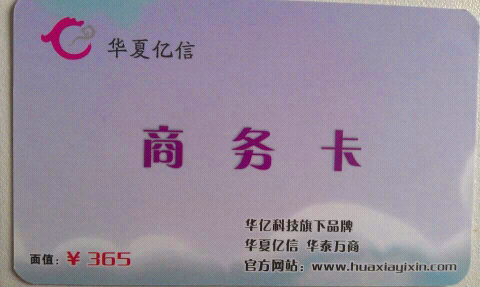 华夏亿信
商务卡
华亿科技旗下品牌
华夏亿信 华泰万商
面值：￥365
官方网站：www.huaxiayixin.com